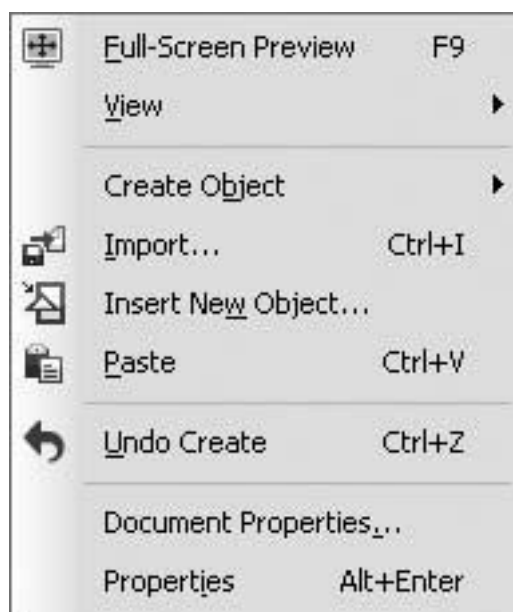 Full-Screen Preview F9
View
Create Object
Import... Ctrl+I
Insert New Object...
Paste Ctrl+V
Undo Create Ctrl+Z
Document Properties...
Properties Alt+Enter